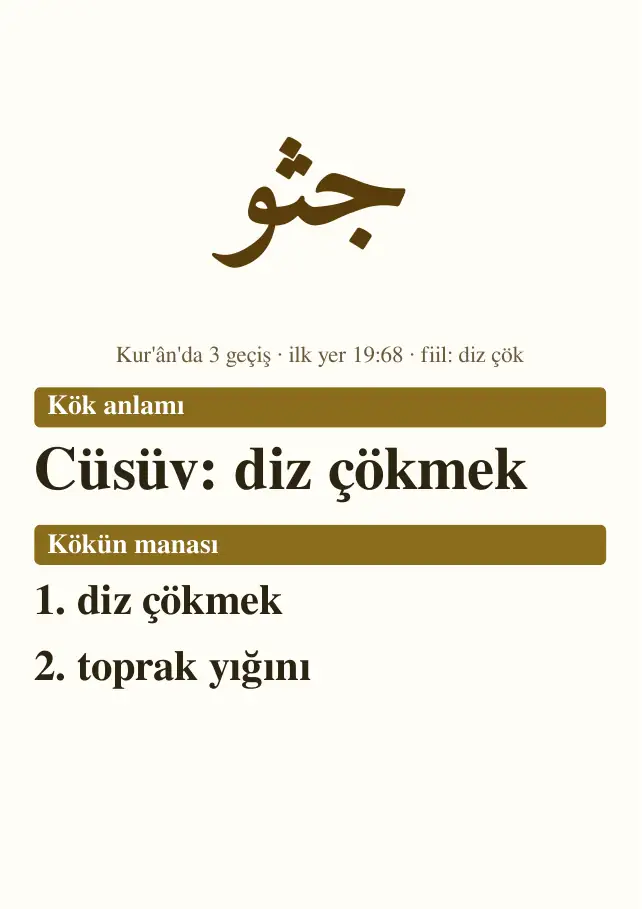 جثو
Kur'ân'da 3 geçiş · ilk yer 19:68 · fiil: diz çök
Kök anlamı
Cüsüv: diz çökmek
Kökün manası
1. diz çökmek
2. toprak yığını